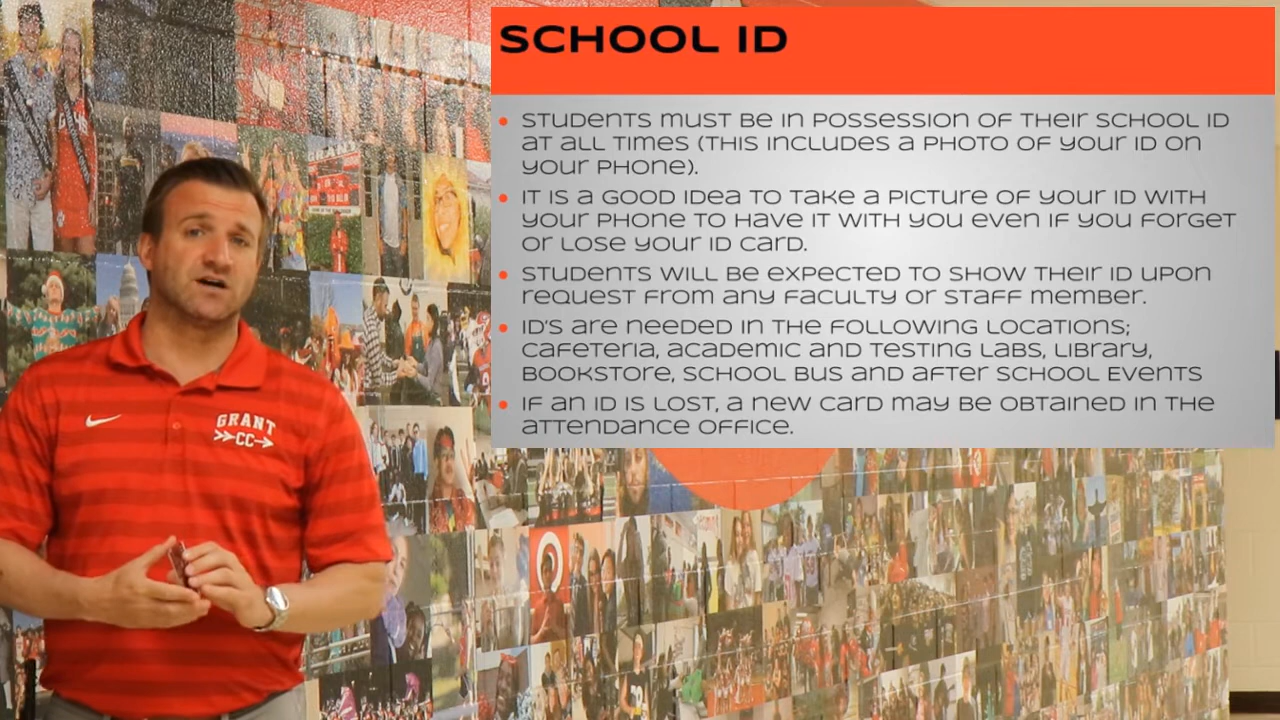 SCHOOL ID
• STUDENTS MUST BE IN POSSESSION OF THEIR SCHOOL ID
AT ALL TIMES (THIS INCLUDES A PHOTO OF YOUR ID ON
YOUR PHONE).
• IT IS A GOOD IDEA TO TAKE A PICTURE OF YOUR ID WITH
YOUR PHONE TO HAVE IT WITH YOU EVEN IF YOU FORGET
OR LOSE YOUR ID CARD.
• STUDENTS WILL BE EXPECTED TO SHOW THEIR ID UPON
REQUEST FROM ANY FACULTY OR STAFF MEMBER.
• ID'S ARE NEEDED IN THE FOLLOWING LOCATIONS;
CAFETERIA, ACADEMIC AND TESTING LABS, LIBRARY,
BOOKSTORE, SCHOOL BUS AND AFTER SCHOOL EVENTS
• IF AN ID IS LOST, A NEW CARD MAY BE OBTAINED IN THE
ATTENDANCE OFFICE.
GRANT
CC